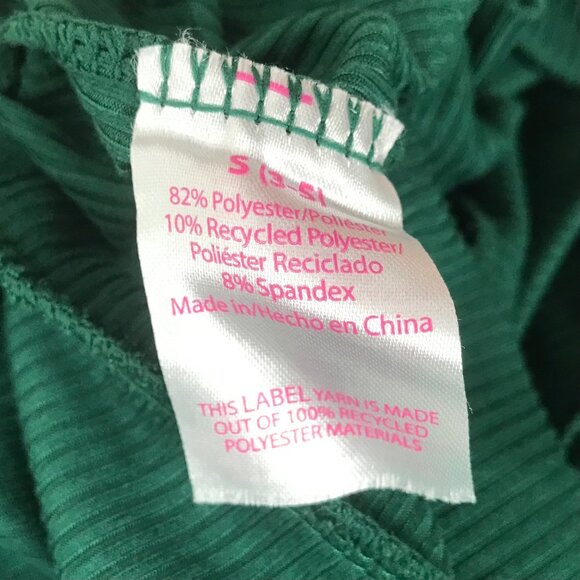 S (3-5)
82% Polyester/Poliéster
10% Recycled Polyester/
Poliéster Reciclado
8% Spandex
Made in/Hecho en China
THIS LABEL YARN IS MADE
OUT OF 100% RECYCLED
POLYESTER MATERIALS